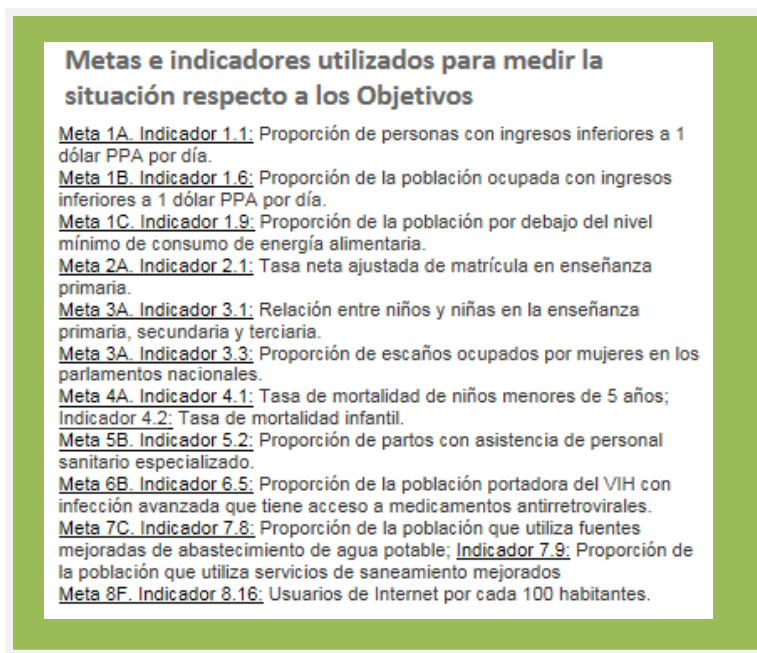 Metas e indicadores utilizados para medir la
situación respecto a los Objetivos
Meta 1A. Indicador 1.1: Proporción de personas con ingresos inferiores a 1
dólar PPA por día.
Meta 1B. Indicador 1.6: Proporción de la población ocupada con ingresos
inferiores a 1 dólar PPA por día.
Meta 1C. Indicador 1.9: Proporción de la población por debajo del nivel
mínimo de consumo de energía alimentaria.
Meta 2A. Indicador 2.1: Tasa neta ajustada de matrícula en enseñanza
primaria.
Meta 3A. Indicador 3.1: Relación entre niños y niñas en la enseñanza
primaria, secundaria y terciaria.
Meta 3A. Indicador 3.3: Proporción de escaños ocupados por mujeres en los
parlamentos nacionales.
Meta 4A. Indicador 4.1: Tasa de mortalidad de niños menores de 5 años;
Indicador 4.2: Tasa de mortalidad infantil.
Meta 5B. Indicador 5.2: Proporción de partos con asistencia de personal
sanitario especializado.
Meta 6B. Indicador 6.5: Proporción de la población portadora del VIH con
infección avanzada que tiene acceso a medicamentos antirretrovirales.
Meta 7C. Indicador 7.8: Proporción de la población que utiliza fuentes
mejoradas de abastecimiento de agua potable; Indicador 7.9: Proporción de
la población que utiliza servicios de saneamiento mejorados
Meta 8F. Indicador 8.16: Usuarios de Internet por cada 100 habitantes.